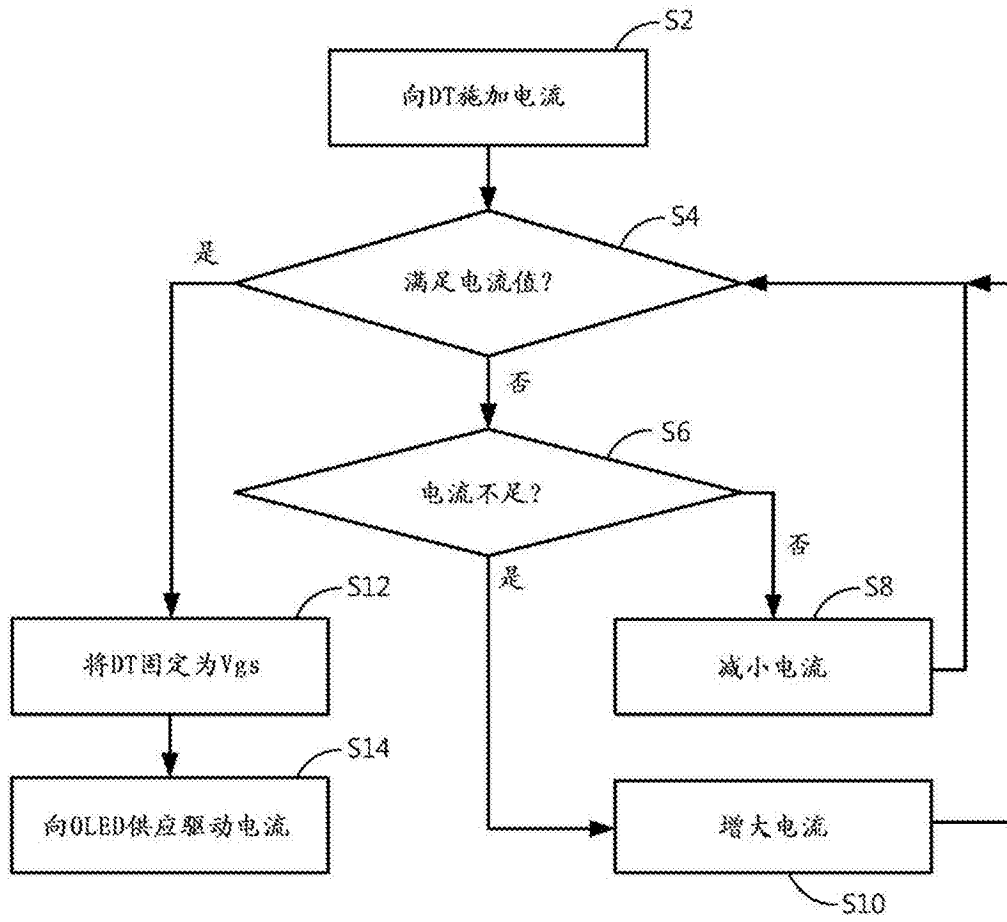 S2
向DT施加电流
S4
是
满足电流值?
否
S6
电流不足?
否
是
S12
S8
将DT固定为Vgs
减小电流
S14
向OLED供应驱动电流
增大电流
S10